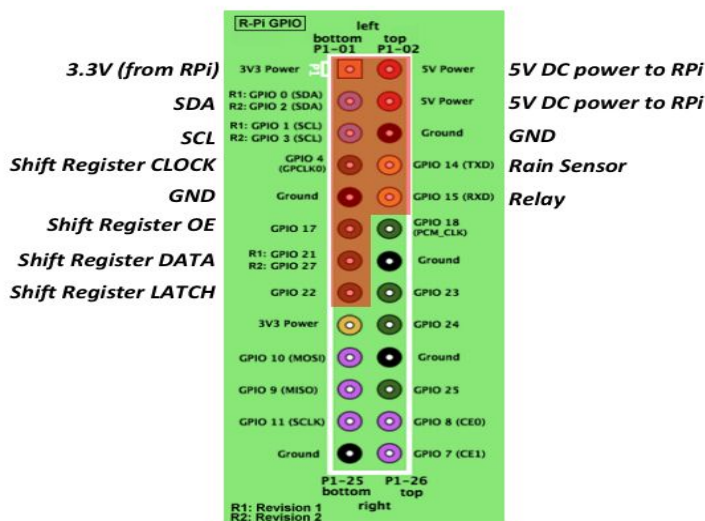 R-Pi GPIO
left
bottom top
P1-01 P1-02
3.3V (from RPi) 3V3 Power 5V Power 5V DC power to RPi
SDA R1: GPIO 0 (SDA)
R2: GPIO 2 (SDA) 5V Power 5V DC power to RPi
SCL R1: GPIO 1 (SCL)
R2: GPIO 3 (SCL) Ground GND
Shift Register CLOCK GPIO 4
(GPCLK0) GPIO 14 (TXD) Rain Sensor
GND Ground GPIO 15 (RXD) Relay
Shift Register OE GPIO 17 GPIO 18
(PCM_CLK)
Shift Register DATA R1: GPIO 21
R2: GPIO 27 Ground
Shift Register LATCH GPIO 22 GPIO 23
3V3 Power GPIO 24
GPIO 10 (MOSI) Ground
GPIO 9 (MISO) GPIO 25
GPIO 11 (SCLK) GPIO 8 (CE0)
Ground GPIO 7 (CE1)
P1-25 P1-26
bottom top
right
R1: Revision 1
R2: Revision 2